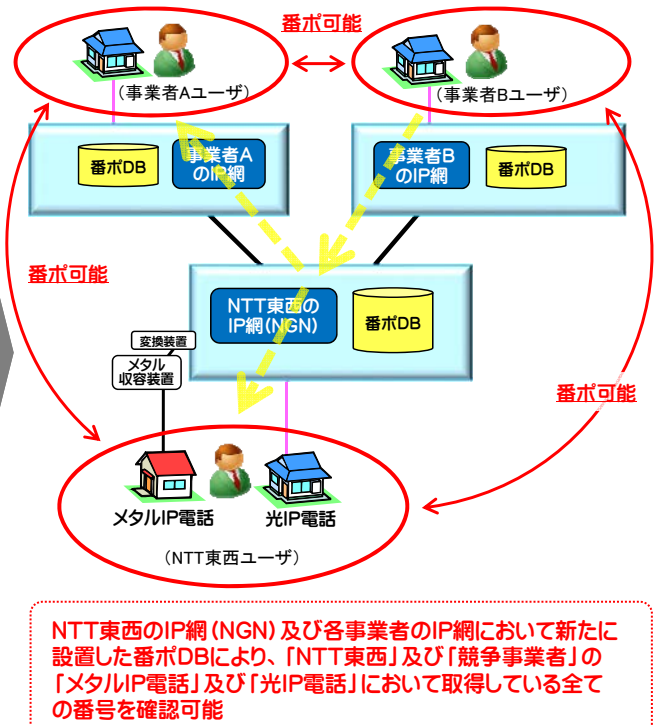 番ポ可能
(事業者Aユーザ)
(事業者Bユーザ)
番ポDB
事業者A
のIP網
事業者B
のIP網
番ポDB
番ポ可能
NTT東西の
IP網(NGN)
番ポDB
変換装置
メタル
収容装置
番ポ可能
メタルIP電話
光IP電話
(NTT東西ユーザ)
NTT東西のIP網(NGN)及び各事業者のIP網において新たに
設置した番ポDBにより、「NTT東西」及び「競争事業者」の
「メタルIP電話」及び「光IP電話」において取得している全て
の番号を確認可能